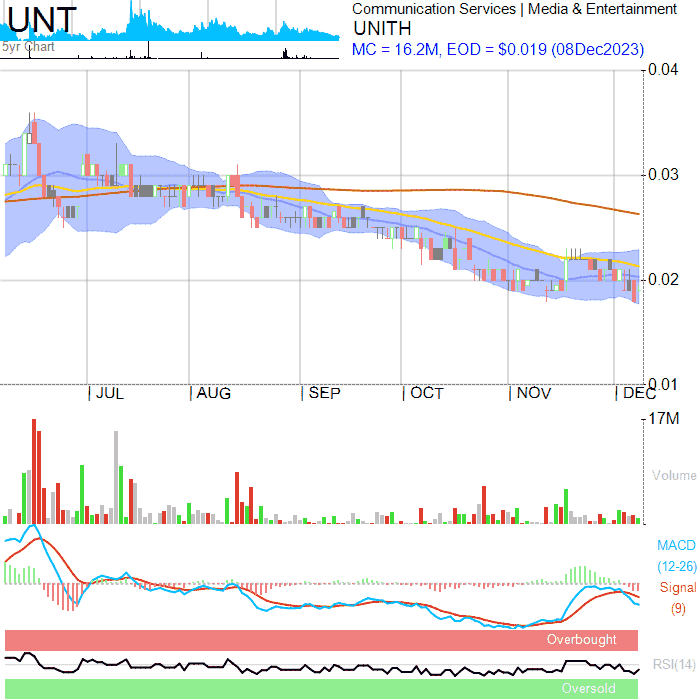 UNT
5yr Chart
Communication Services | Media & Entertainment
UNITH
MC = 16.2M, EOD = $0.019 (08Dec2023)
0.04
0.03
0.02
0.01
JUL AUG SEP OCT NOV DEC
17M
Volume
MACD
(12-26)
Signal
(9)
Overbought
RSI(14)
Oversold